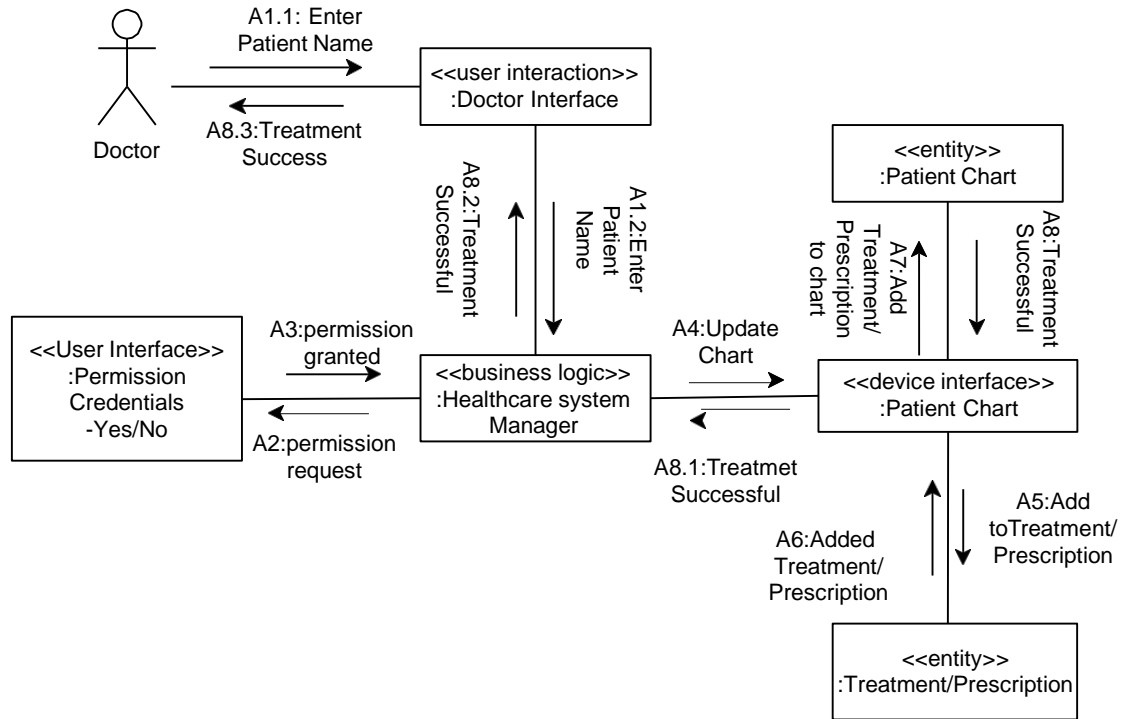 A1.1: Enter
Patient Name
<<user interaction>>
:Doctor Interface
A8.3:Treatment
Success
Doctor
<<entity>>
:Patient Chart
A8.2:Treatment
Successful
A1.2:Enter
Patient
Name
A7:Add
Treatment/
Prescription
to chart
A8:Treatment
Successful
<<User Interface>>
:Permission
Credentials
-Yes/No
A3:permission
granted
A2:permission
request
<<business logic>>
:Healthcare system
Manager
A4:Update
Chart
A8.1:Treatmet
Successful
<<device interface>>
:Patient Chart
A6:Added
Treatment/
Prescription
A5:Add
toTreatment/
Prescription
<<entity>>
:Treatment/Prescription